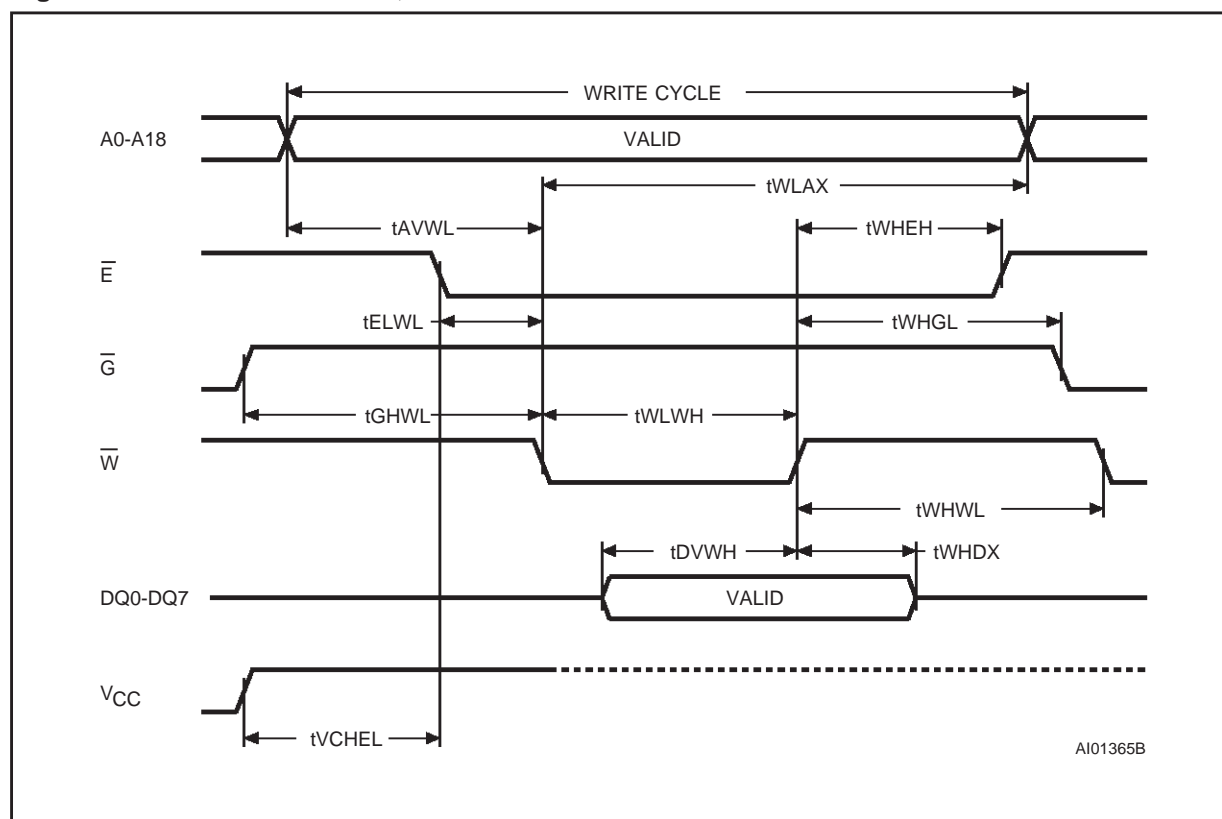 WRITE CYCLE
A0-A18
VALID
tWLAX
tAVWL
tWHEH
E
tELWL
tWHGL
G
tGHWL
tWLWH
W
tWHWL
tDVWH
tWHDX
DQ0-DQ7
VALID
VCC
tVCHEL
AI01365B